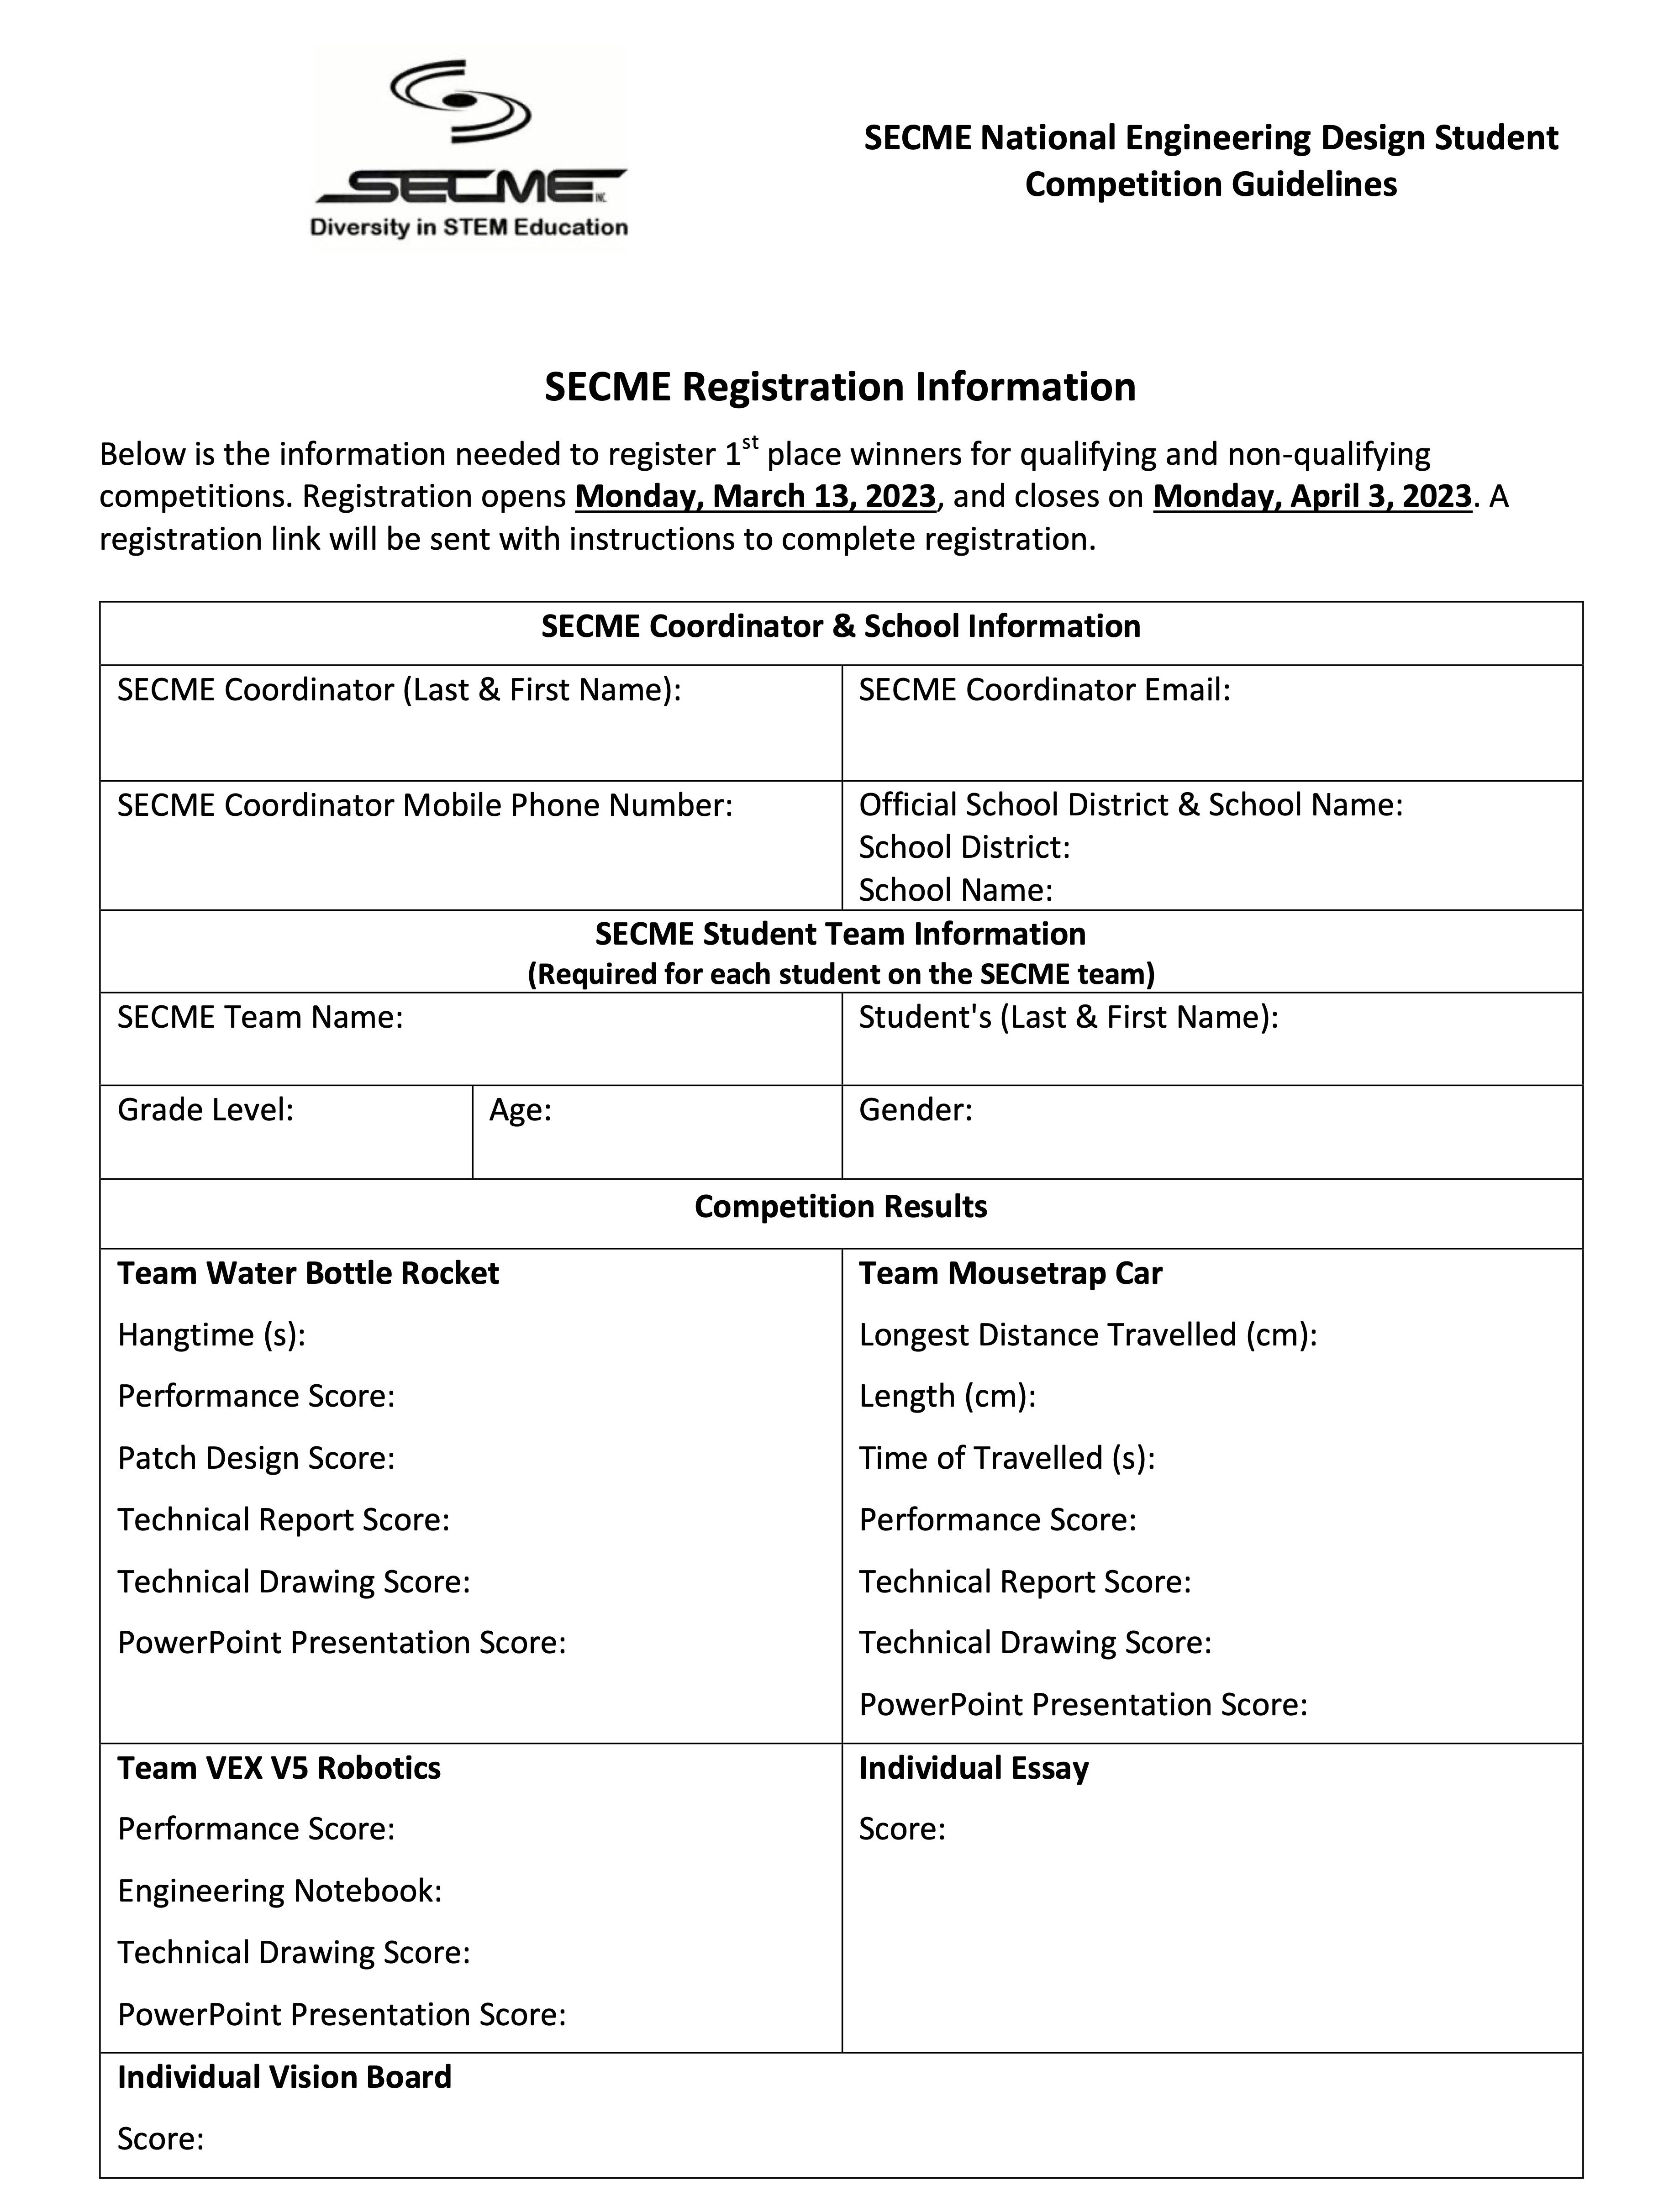 SECME INC.
Diversity in STEM Education
SECME National Engineering Design Student
Competition Guidelines
SECME Registration Information
Below is the information needed to register 1st place winners for qualifying and non-qualifying
competitions. Registration opens Monday, March 13, 2023, and closes on Monday, April 3, 2023. A
registration link will be sent with instructions to complete registration.
SECME Coordinator & School Information
SECME Coordinator (Last & First Name):
SECME Coordinator Email:
SECME Coordinator Mobile Phone Number:
Official School District & School Name:
School District:
School Name:
SECME Student Team Information
(Required for each student on the SECME team)
SECME Team Name:
Student's (Last & First Name):
Grade Level:
Age:
Gender:
Competition Results
Team Water Bottle Rocket
Hangtime (s):
Performance Score:
Patch Design Score:
Technical Report Score:
Technical Drawing Score:
PowerPoint Presentation Score:
Team Mousetrap Car
Longest Distance Travelled (cm):
Length (cm):
Time of Travelled (s):
Performance Score:
Technical Report Score:
Technical Drawing Score:
PowerPoint Presentation Score:
Team VEX V5 Robotics
Performance Score:
Engineering Notebook:
Technical Drawing Score:
PowerPoint Presentation Score:
Individual Essay
Score:
Individual Vision Board
Score: